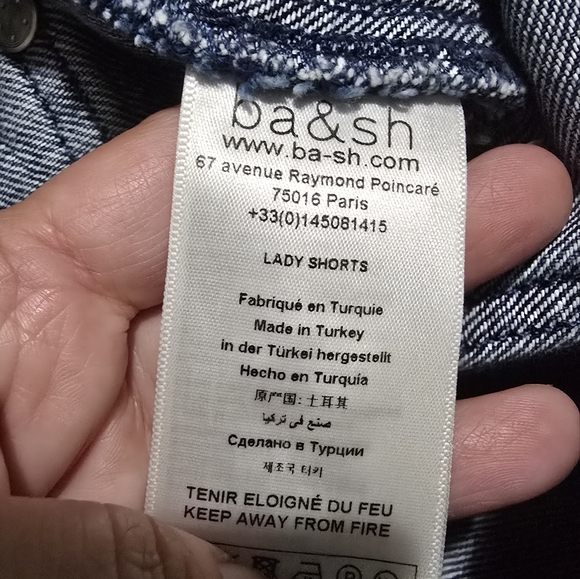 ba&sh
www.ba-sh.com
67 avenue Raymond Poincaré
75016 Paris
+33(0)145081415
LADY SHORTS
Fabriqué en Turquie
Made in Turkey
in der Türkei hergestellt
Hecho en Turquía
原产国: 土耳其
صنع في تركيا
Сделано в Турции
제조국 터키
TENIR ELOIGNÉ DU FEU
KEEP AWAY FROM FIRE